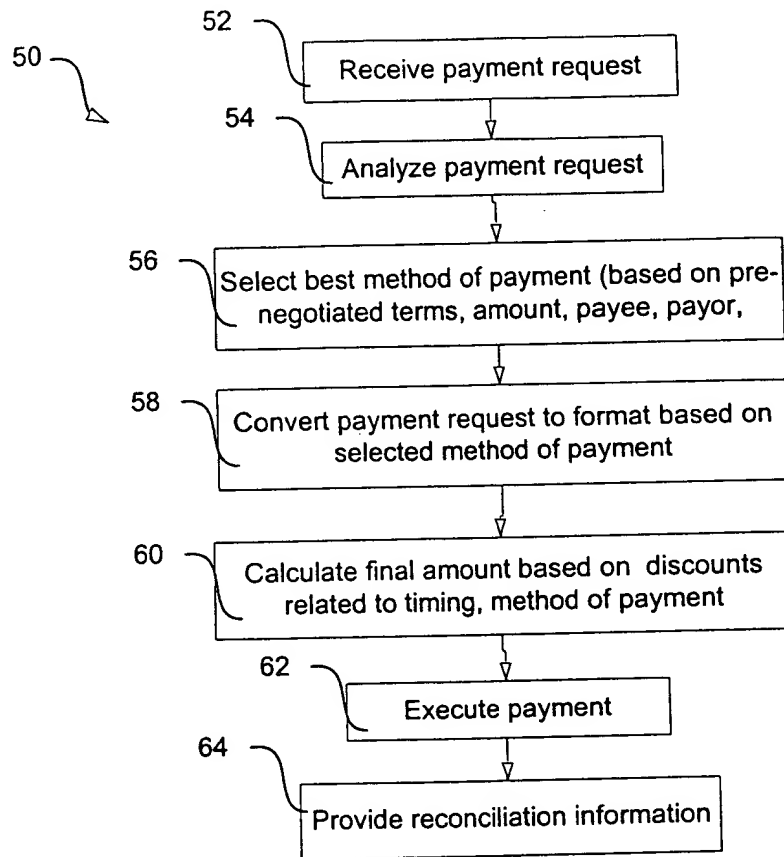 52
Receive payment request
50
54
Analyze payment request
56
Select best method of payment (based on pre-
negotiated terms, amount, payee, payor,
58
Convert payment request to format based on
selected method of payment
60
Calculate final amount based on discounts
related to timing, method of payment
62
Execute payment
64
Provide reconciliation information